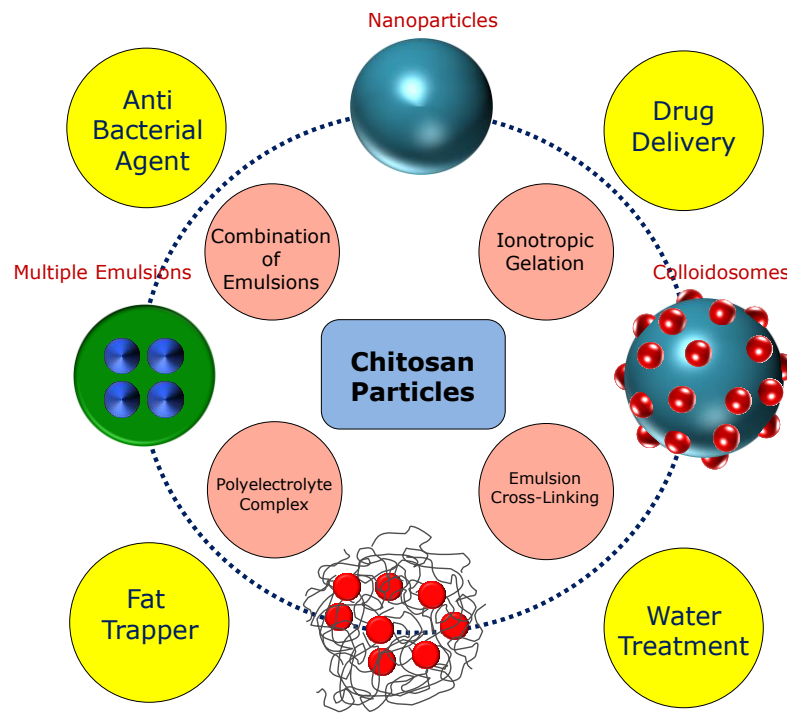 Nanoparticles
Anti
Bacterial
Agent
Drug
Delivery
Combination
of
Emulsions
Ionotropic
Gelation
Multiple Emulsions
Colloidosomes
Chitosan
Particles
Polyelectrolyte
Complex
Emulsion
Cross-Linking
Fat
Trapper
Water
Treatment